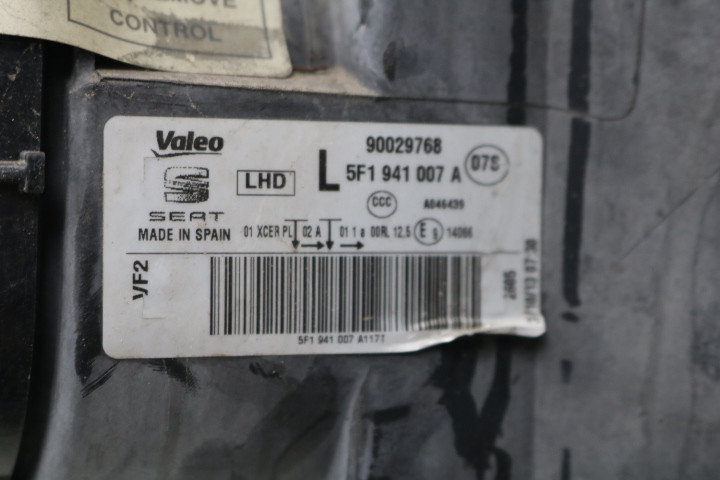 REMOVE
CONTROL
Valeo
90029768
SEAT
LHD
L
5F1 941 007 A
07S
CCC
A046439
MADE IN SPAIN
01 XCER PL 02 A 01 1 a 00RL 12,5 E 14066
VF2
5F1 941 007 A117T